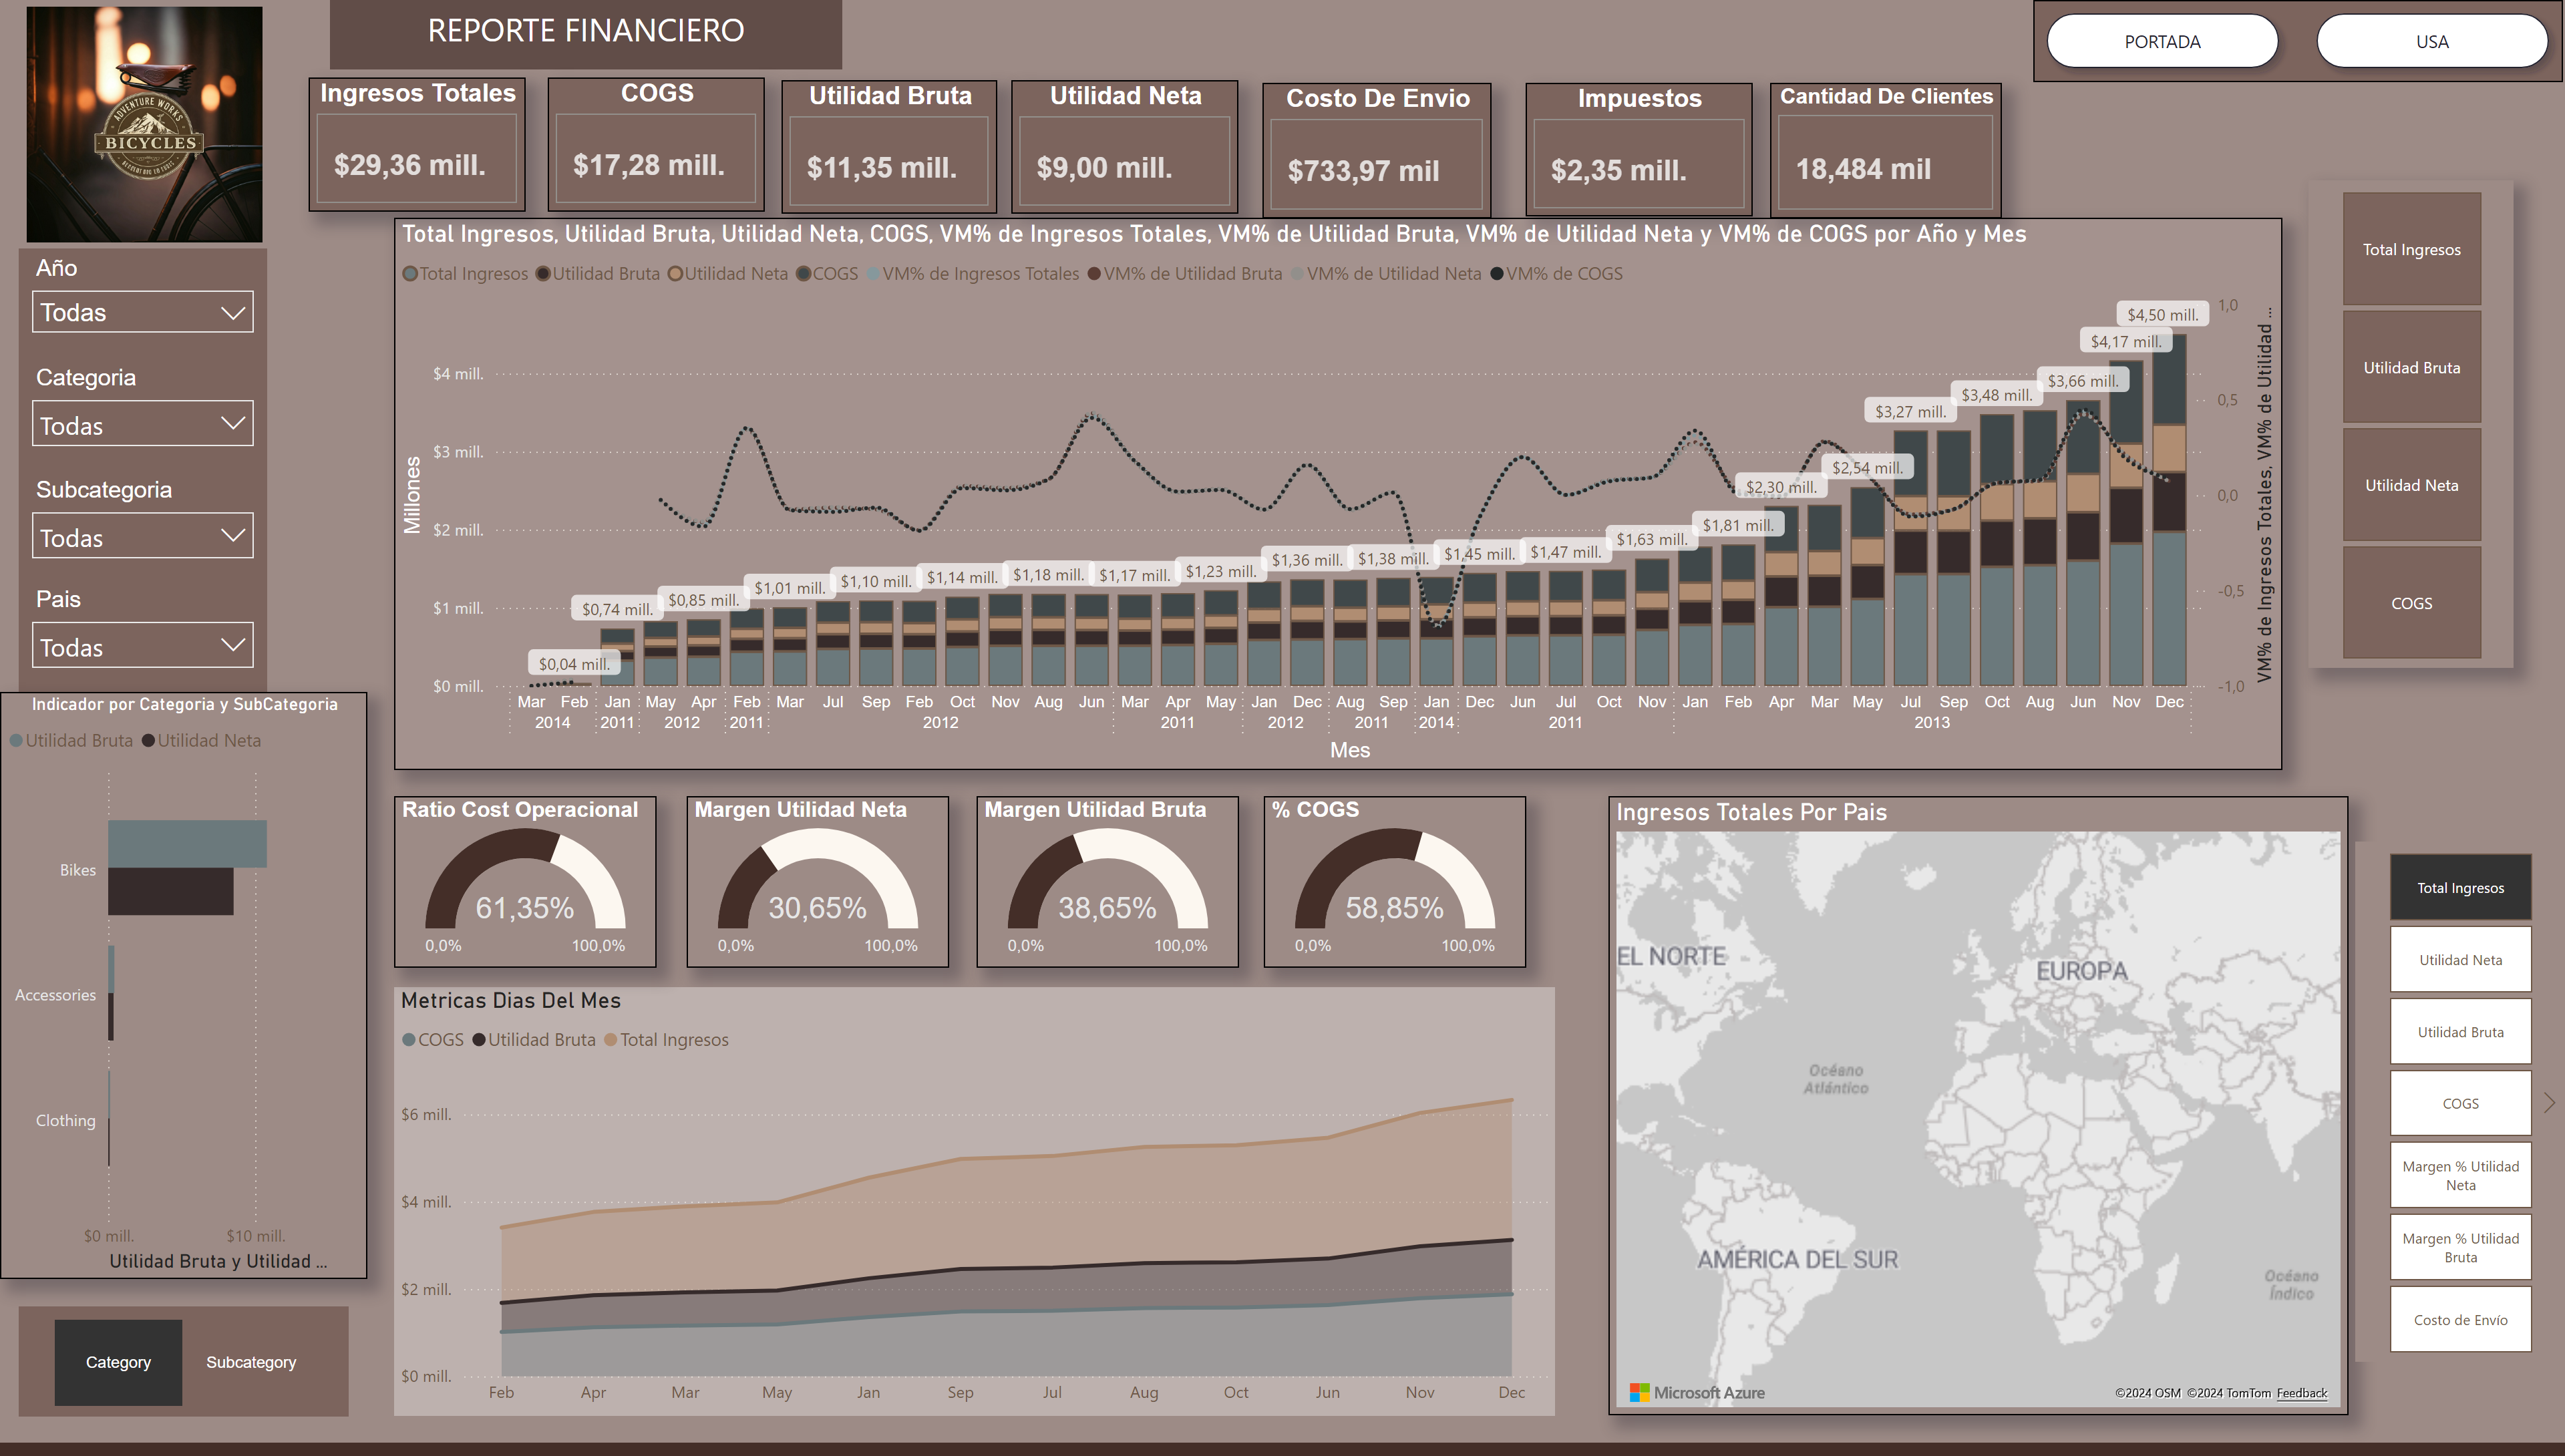 REPORTE FINANCIERO
PORTADA
USA
ADVENTURE WORKS
BICYCLES
Ingresos Totales
$29,36 mill.
COGS
$17,28 mill.
Utilidad Bruta
$11,35 mill.
Utilidad Neta
$9,00 mill.
Costo De Envio
$733,97 mil
Impuestos
$2,35 mill.
Cantidad De Clientes
18,484 mil
Año
Todas
Categoria
Todas
Subcategoria
Todas
Pais
Todas
Total Ingresos, Utilidad Bruta, Utilidad Neta, COGS, VM% de Ingresos Totales, VM% de Utilidad Bruta, VM% de Utilidad Neta y VM% de COGS por Año y Mes
Total Ingresos Utilidad Bruta Utilidad Neta COGS VM% de Ingresos Totales VM% de Utilidad Bruta VM% de Utilidad Neta VM% de COGS
Millones
$4 mill.
$3 mill.
$2 mill.
$1 mill.
$0 mill.
$0,04 mill.
$0,74 mill.
$0,85 mill.
$1,01 mill.
$1,10 mill.
$1,14 mill.
$1,18 mill.
$1,17 mill.
$1,23 mill.
$1,36 mill.
$1,38 mill.
$1,45 mill.
$1,47 mill.
$1,63 mill.
$1,81 mill.
$2,30 mill.
$2,54 mill.
$3,27 mill.
$3,48 mill.
$3,66 mill.
$4,17 mill.
$4,50 mill.
1,0
0,5
0,0
-0,5
-1,0
VM% de Ingresos Totales, VM% de Utilidad ...
Mar Feb Jan May Apr Feb Mar Jul Sep Feb Oct Nov Aug Jun Mar Apr May Jan Dec Aug Sep Jan Dec Jun Jul Oct Nov Jan Feb Apr Mar May Jul Sep Oct Aug Jun Nov Dec
2014 2011 2012 2011 2012 2011 2012 2011 2014 2011 2013
Mes
Total Ingresos
Utilidad Bruta
Utilidad Neta
COGS
Indicador por Categoria y SubCategoria
Utilidad Bruta Utilidad Neta
Bikes
Accessories
Clothing
$0 mill. $10 mill.
Utilidad Bruta y Utilidad ...
Category
Subcategory
Ratio Cost Operacional
61,35%
0,0% 100,0%
Margen Utilidad Neta
30,65%
0,0% 100,0%
Margen Utilidad Bruta
38,65%
0,0% 100,0%
% COGS
58,85%
0,0% 100,0%
Metricas Dias Del Mes
COGS Utilidad Bruta Total Ingresos
$6 mill.
$4 mill.
$2 mill.
$0 mill.
Feb Apr Mar May Jan Sep Jul Aug Oct Jun Nov Dec
Ingresos Totales Por Pais
EL NORTE
EUROPA
Océano
Atlántico
AMÉRICA DEL SUR
Océano
Índico
Microsoft Azure
©2024 OSM ©2024 TomTom Feedback
Total Ingresos
Utilidad Neta
Utilidad Bruta
COGS
Margen % Utilidad
Neta
Margen % Utilidad
Bruta
Costo de Envío